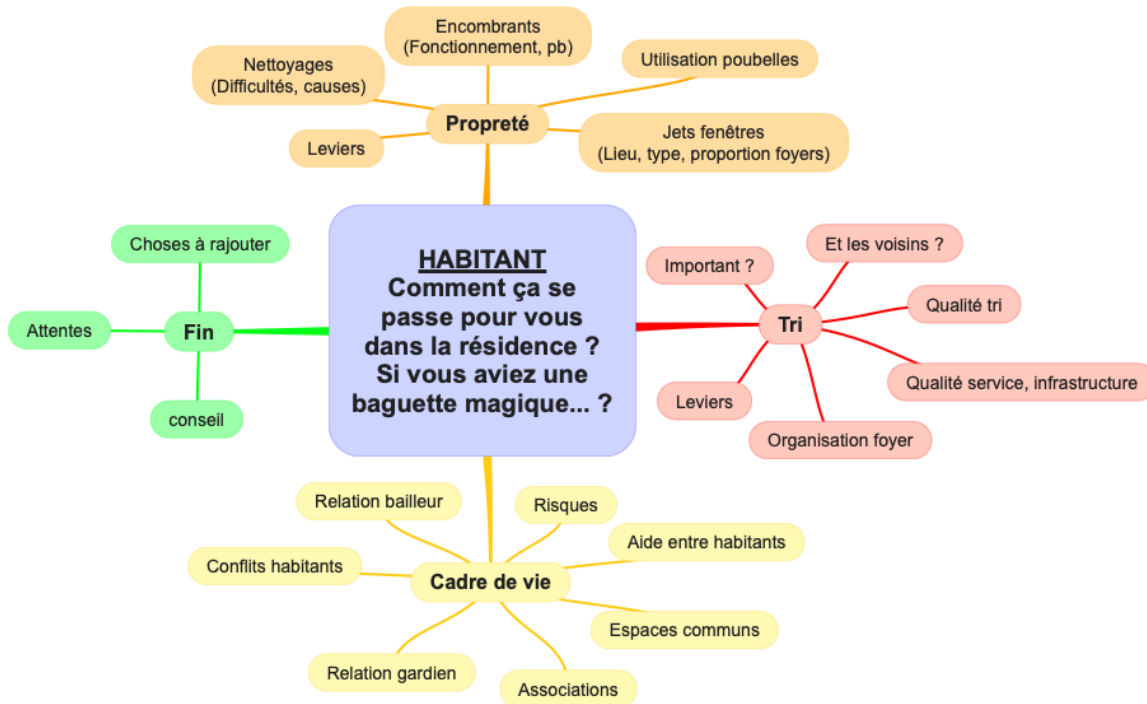 Encombrants
(Fonctionnement, pb)
Nettoyages
(Difficultés, causes)
Utilisation poubelles
Propreté
Leviers
Jets fenêtres
(Lieu, type, proportion foyers)
HABITANT
Comment ça se
passe pour vous
dans la résidence ?
Si vous aviez une
baguette magique... ?
Choses à rajouter
Attentes
Fin
conseil
Important ?
Et les voisins ?
Tri
Qualité tri
Qualité service, infrastructure
Leviers
Organisation foyer
Relation bailleur
Risques
Conflits habitants
Aide entre habitants
Cadre de vie
Espaces communs
Relation gardien
Associations